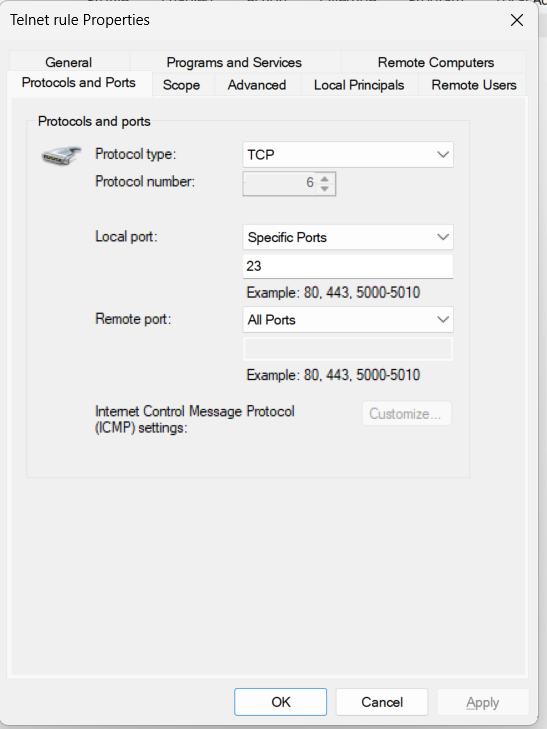 Telnet rule Properties
General Programs and Services Remote Computers
Protocols and Ports Scope Advanced Local Principals Remote Users
Protocols and ports
Protocol type: TCP
Protocol number: 6
Local port: Specific Ports
23
Example: 80, 443, 5000-5010
Remote port: All Ports
Example: 80, 443, 5000-5010
Internet Control Message Protocol
(ICMP) settings: Customize...
OK Cancel Apply